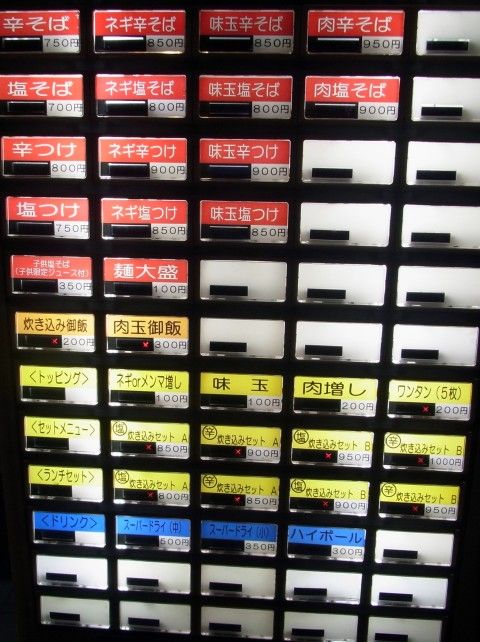 辛そば
750円
ネギ辛そば
850円
味玉辛そば
850円
肉辛そば
950円
塩そば
700円
ネギ塩そば
800円
味玉塩そば
800円
肉塩そば
900円
辛つけ
800円
ネギ辛つけ
900円
味玉辛つけ
900円
塩つけ
750円
ネギ塩つけ
850円
味玉塩つけ
850円
子供塩そば
(子供限定ジュース付)
350円
麺大盛
100円
炊き込み御飯
200円
肉玉御飯
300円
<トッピング>
ネギorメンマ増し
100円
味玉
100円
肉増し
200円
ワンタン(5枚)
200円
<セットメニュー>
塩 炊き込みセット A
850円
辛 炊き込みセット A
900円
塩 炊き込みセット B
950円
辛 炊き込みセット B
1000円
<ランチセット>
塩 炊き込みセット A
800円
辛 炊き込みセット A
850円
塩 炊き込みセット B
900円
辛 炊き込みセット B
950円
<ドリンク>
スーパードライ(中)
500円
スーパードライ(小)
350円
ハイボール
300円